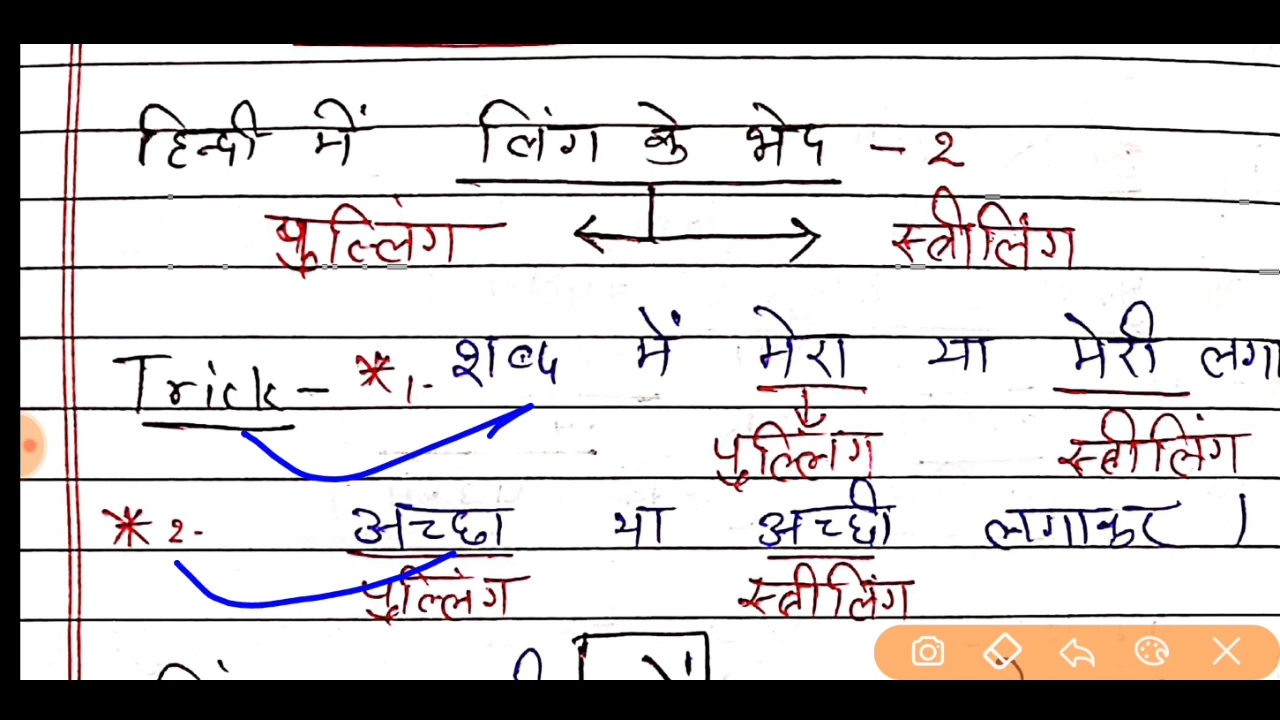 हिन्दी में लिंग के भेद - 2
पुल्लिंग स्त्रीलिंग
Trick - *1. शब्द में मेरा या मेरी लगा
पुल्लिंग स्त्रीलिंग
*2- अच्छा या अच्छी लगाकर।
पुल्लिंग स्त्रीलिंग